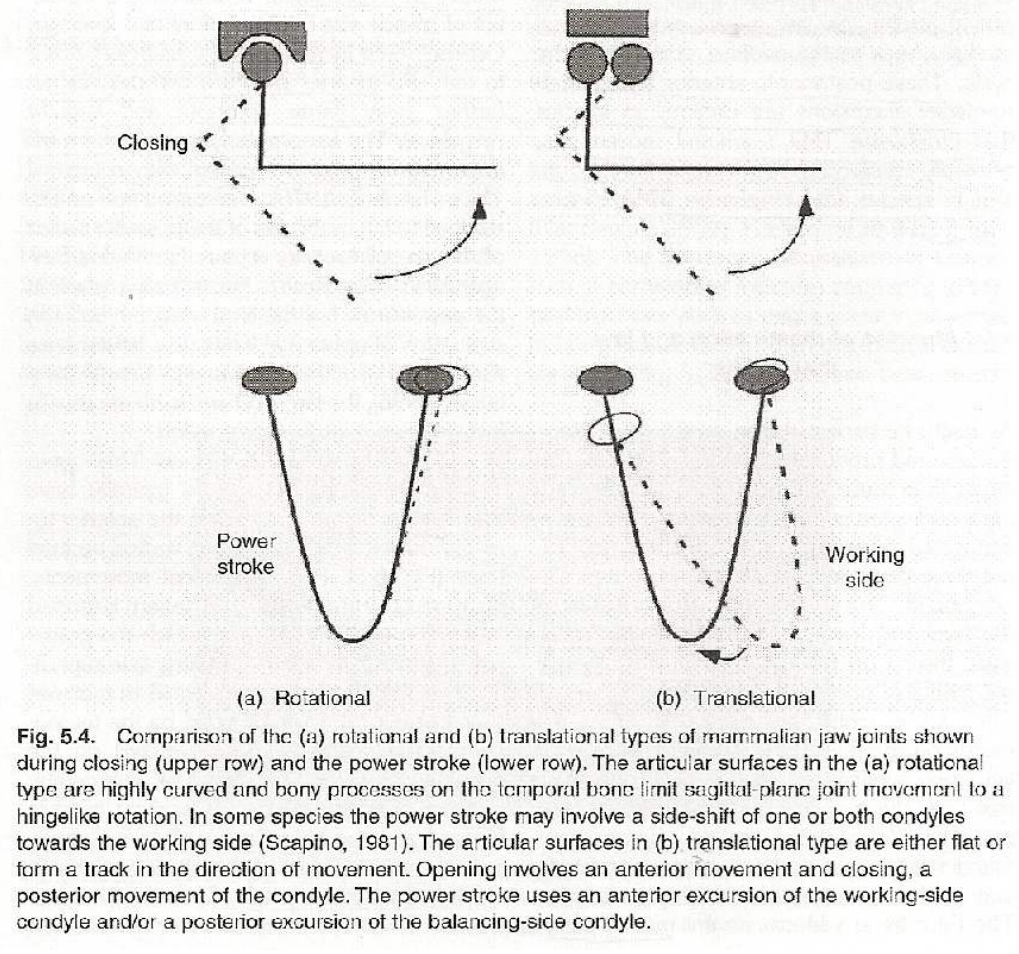 Closing
Power
stroke
Working
side
(a) Rotational
(b) Translational
Fig. 5.4. Comparison of the (a) rotational and (b) translational types of mammalian jaw joints shown
during closing (upper row) and the power stroke (lower row). The articular surfaces in the (a) rotational
type are highly curved and bony processes on the temporal bone limit sagittal-plane joint movement to a
hingelike rotation. In some species the power stroke may involve a side-shift of one or both condyles
towards the working side (Scapino, 1981). The articular surfaces in (b) translational type are either flat or
form a track in the direction of movement. Opening involves an anterior movement and closing, a
posterior movement of the condyle. The power stroke uses an anterior excursion of the working-side
condyle and/or a posterior excursion of the balancing-side condyle.